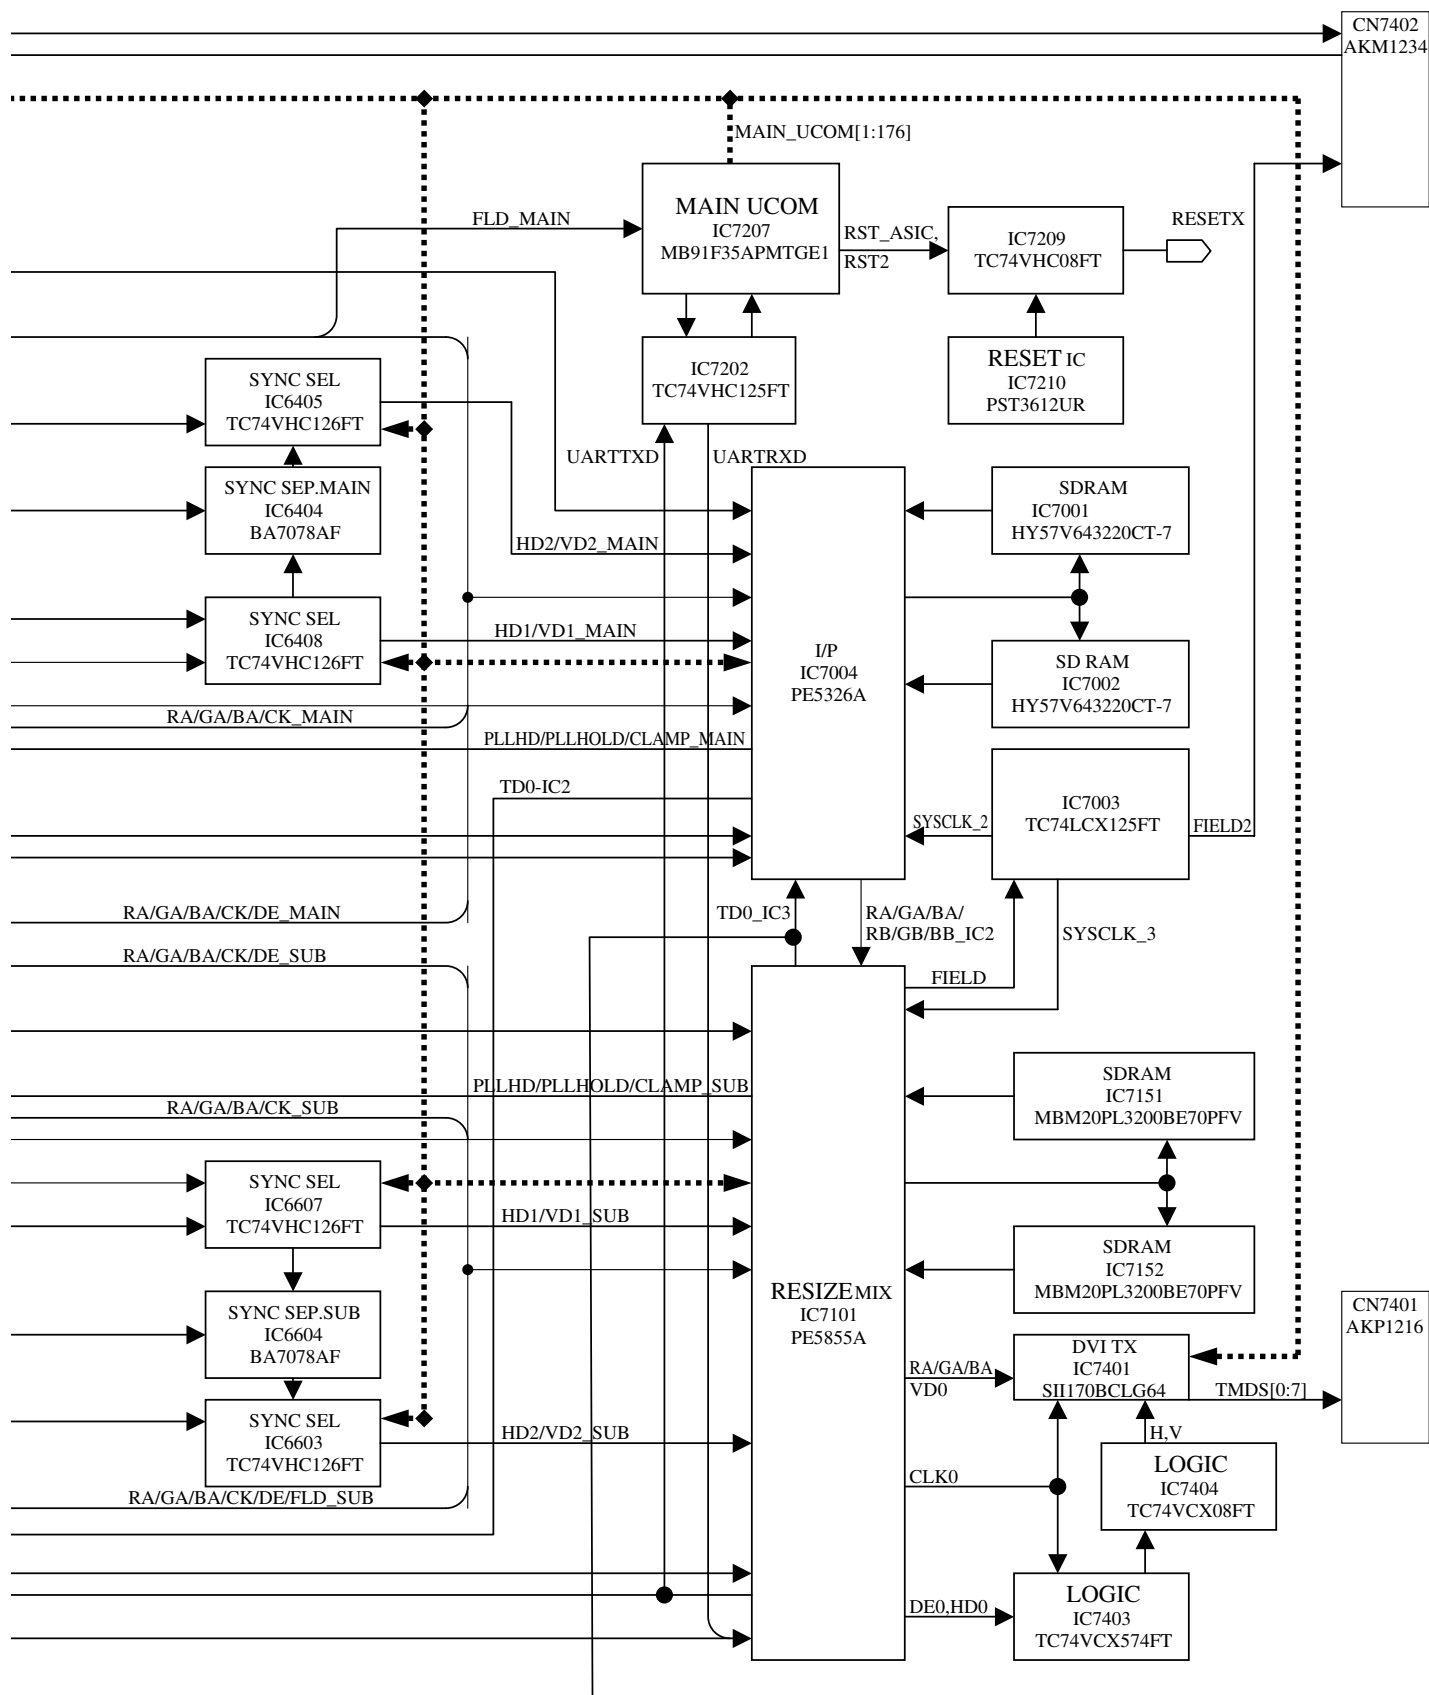 CN7402
AKM1234
MAIN_UCOM[1:176]
MAIN UCOM
IC7207
MB91F35APMTGE1
FLD_MAIN
RST_ASIC,
RST2
IC7209
TC74VHC08FT
RESETX
RESET IC
IC7210
PST3612UR
IC7202
TC74VHC125FT
SYNC SEL
IC6405
TC74VHC126FT
UARTTXD
UARTRXD
SYNC SEP.MAIN
IC6404
BA7078AF
SDRAM
IC7001
HY57V643220CT-7
HD2/VD2_MAIN
SYNC SEL
IC6408
TC74VHC126FT
HD1/VD1_MAIN
I/P
IC7004
PE5326A
SD RAM
IC7002
HY57V643220CT-7
RA/GA/BA/CK_MAIN
PLLHD/PLLHOLD/CLAMP_MAIN
TD0-IC2
IC7003
TC74LCX125FT
SYSCLK_2
FIELD2
RA/GA/BA/CK/DE_MAIN
TD0_IC3
RA/GA/BA/
RB/GB/BB_IC2
SYSCLK_3
RA/GA/BA/CK/DE_SUB
FIELD
PLLHD/PLLHOLD/CLAMP_SUB
SDRAM
IC7151
MBM20PL3200BE70PFV
RA/GA/BA/CK_SUB
SYNC SEL
IC6607
TC74VHC126FT
HD1/VD1_SUB
SDRAM
IC7152
MBM20PL3200BE70PFV
RESIZE MIX
IC7101
PE5855A
SYNC SEP.SUB
IC6604
BA7078AF
CN7401
AKP1216
DVI TX
IC7401
SII170BCLG64
RA/GA/BA
VD0
TMDS[0:7]
SYNC SEL
IC6603
TC74VHC126FT
HD2/VD2_SUB
H,V
CLK0
LOGIC
IC7404
TC74VCX08FT
RA/GA/BA/CK/DE/FLD_SUB
DE0,HD0
LOGIC
IC7403
TC74VCX574FT